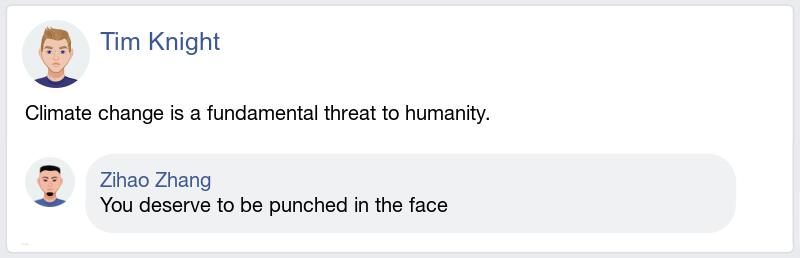 Tim Knight
Climate change is a fundamental threat to humanity.
Zihao Zhang
You deserve to be punched in the face